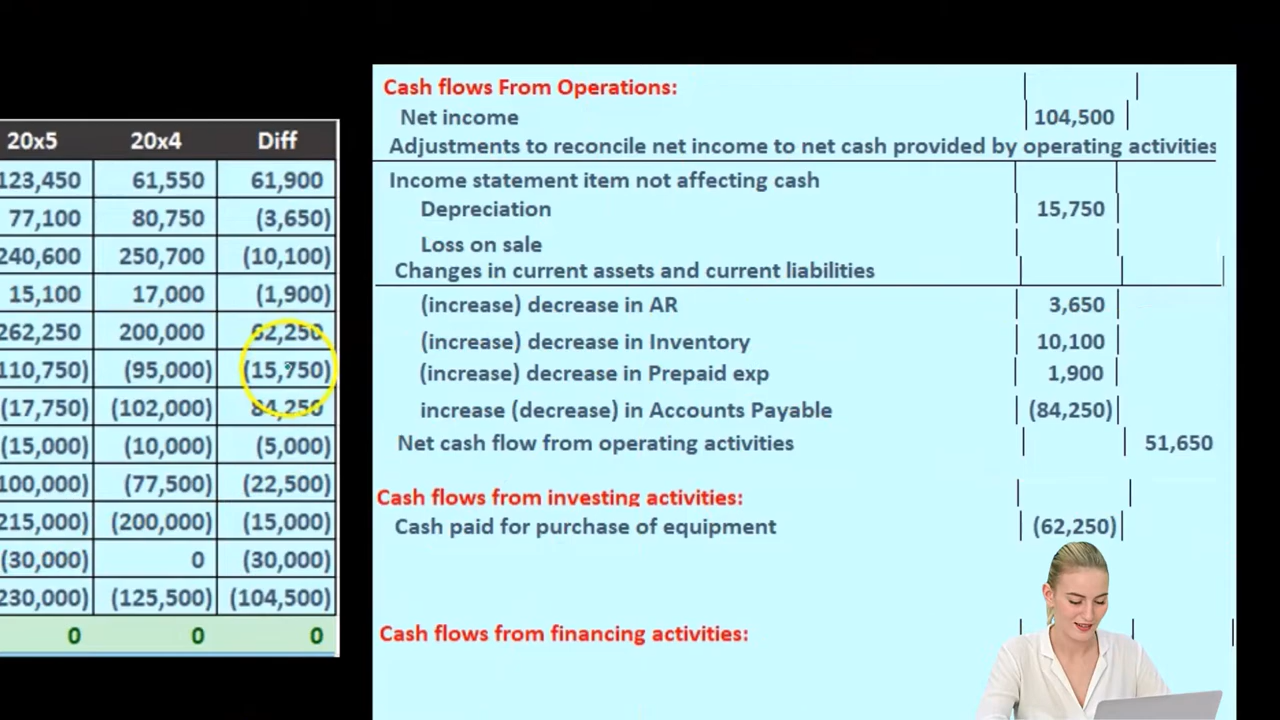 20x5 20x4 Diff
123,450 61,550 61,900
77,100 80,750 (3,650)
240,600 250,700 (10,100)
15,100 17,000 (1,900)
262,250 200,000 62,250
110,750) (95,000) (15,750)
(17,750) (102,000) 84,250
(15,000) (10,000) (5,000)
100,000) (77,500) (22,500)
215,000) (200,000) (15,000)
(30,000) 0 (30,000)
230,000) (125,500) (104,500)
0 0 0
Cash flows From Operations:
Net income 104,500
Adjustments to reconcile net income to net cash provided by operating activities
Income statement item not affecting cash
Depreciation 15,750
Loss on sale
Changes in current assets and current liabilities
(increase) decrease in AR 3,650
(increase) decrease in Inventory 10,100
(increase) decrease in Prepaid exp 1,900
increase (decrease) in Accounts Payable (84,250)
Net cash flow from operating activities 51,650
Cash flows from investing activities:
Cash paid for purchase of equipment (62,250)
Cash flows from financing activities: